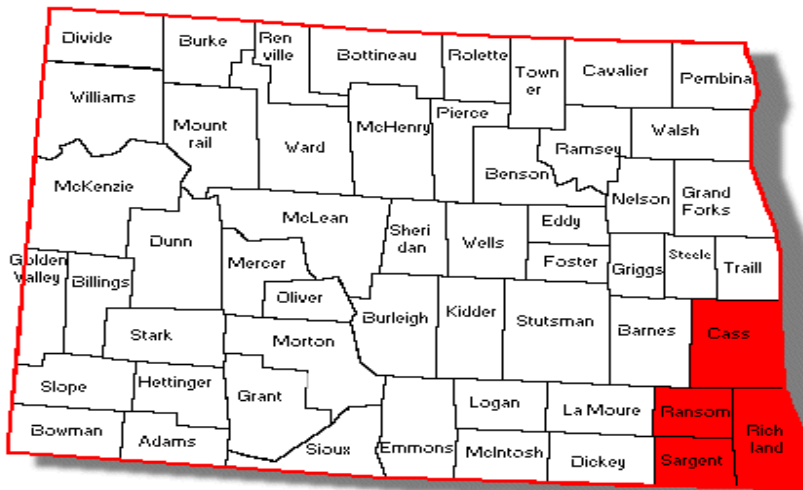 Divide
Burke
Ren
ville
Bottineau
Rolette
Town
er
Cavalier
Pembina
Williams
Mount
rail
Ward
McHenry
Pierce
Benson
Ramsey
Walsh
McKenzie
Dunn
McLean
Sheri
dan
Wells
Eddy
Foster
Nelson
Grand
Forks
Golden
Valley
Billings
Mercer
Oliver
Griggs
Steele
Traill
Stark
Morton
Burleigh
Kidder
Stutsman
Barnes
Cass
Slope
Hettinger
Grant
Logan
La Moure
Ransom
Rich
land
Bowman
Adams
Sioux
Emmons
McIntosh
Dickey
Sargent